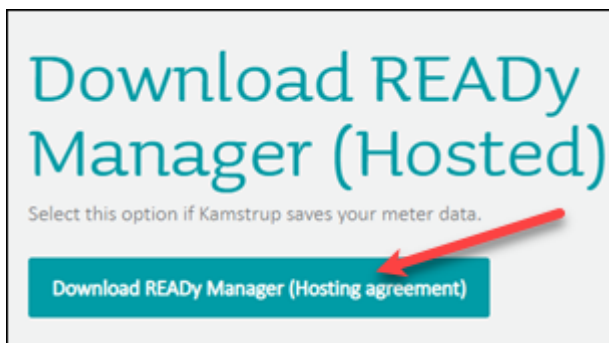 Download READy
Manager (Hosted)
Select this option if Kamstrup saves your meter data.
Download READy Manager (Hosting agreement)